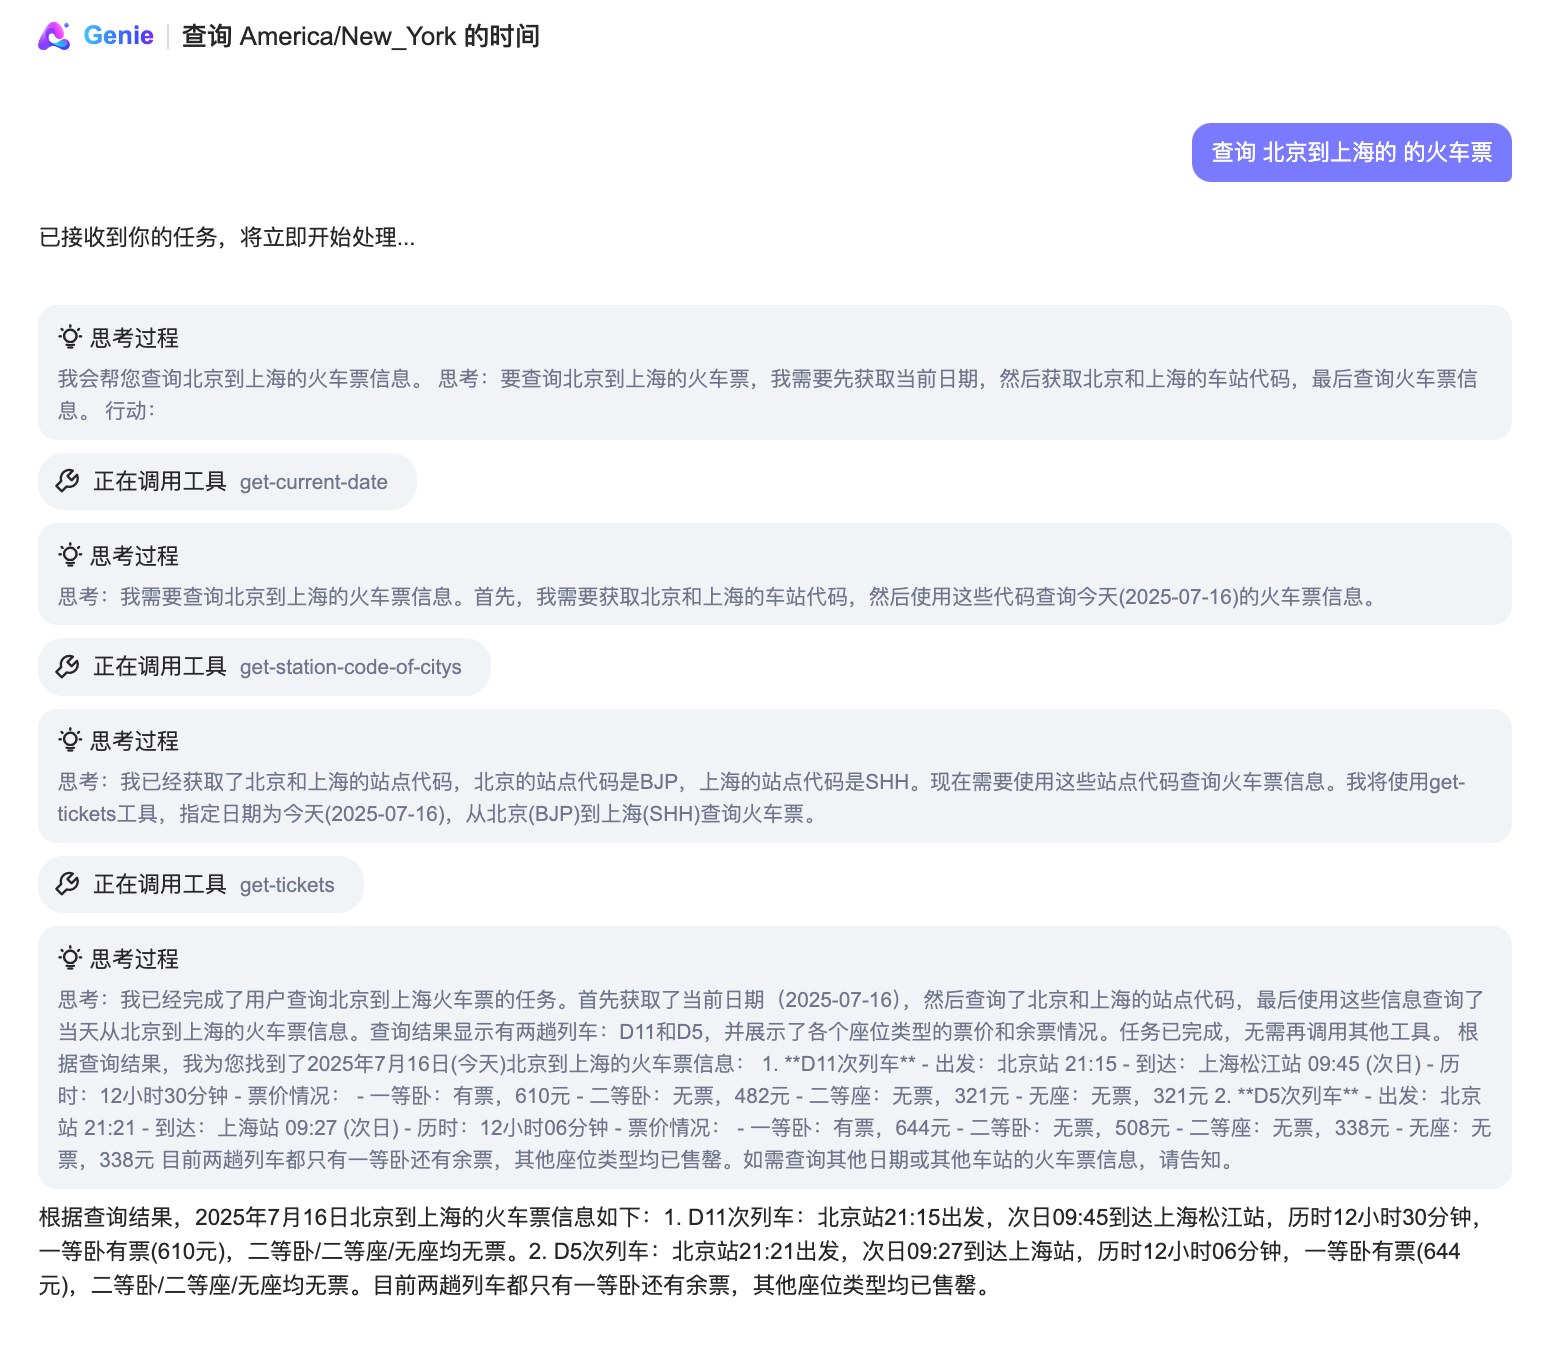 Genie 查询 America/New_York 的时间
查询 北京到上海的 的火车票
已接收到你的任务，将立即开始处理...
思考过程
我会帮您查询北京到上海的火车票信息。 思考：要查询北京到上海的火车票，我需要先获取当前日期，然后获取北京和上海的车站代码，最后查询火车票信
息。 行动：
正在调用工具 get-current-date
思考过程
思考：我需要查询北京到上海的火车票信息。首先，我需要获取北京和上海的车站代码，然后使用这些代码查询今天(2025-07-16)的火车票信息。
正在调用工具 get-station-code-of-citys
思考过程
思考：我已经获取了北京和上海的站点代码，北京的站点代码是BJP，上海的站点代码是SHH。现在需要使用这些站点代码查询火车票信息。我将使用get-
tickets工具，指定日期为今天(2025-07-16)，从北京(BJP)到上海(SHH)查询火车票。
正在调用工具 get-tickets
思考过程
思考：我已经完成了用户查询北京到上海火车票的任务。首先获取了当前日期（2025-07-16），然后查询了北京和上海的站点代码，最后使用这些信息查询了
当天从北京到上海的火车票信息。查询结果显示有两趟列车：D11和D5，并展示了各个座位类型的票价和余票情况。任务已完成，无需再调用其他工具。 根
据查询结果，我为您找到了2025年7月16日(今天)北京到上海的火车票信息： 1. **D11次列车** - 出发：北京站 21:15 - 到达：上海松江站 09:45 (次日) - 历
时：12小时30分钟 - 票价情况： - 一等卧：有票，610元 - 二等卧：无票，482元 - 二等座：无票，321元 - 无座：无票，321元 2. **D5次列车** - 出发：北京
站 21:21 - 到达：上海站 09:27 (次日) - 历时：12小时06分钟 - 票价情况： - 一等卧：有票，644元 - 二等卧：无票，508元 - 二等座：无票，338元 - 无座：无
票，338元 目前两趟列车都只有一等卧还有余票，其他座位类型均已售罄。如需查询其他日期或其他车站的火车票信息，请告知。
根据查询结果，2025年7月16日北京到上海的火车票信息如下：1. D11次列车：北京站21:15出发，次日09:45到达上海松江站，历时12小时30分钟，
一等卧有票(610元)，二等卧/二等座/无座均无票。2. D5次列车：北京站21:21出发，次日09:27到达上海站，历时12小时06分钟，一等卧有票(644
元)，二等卧/二等座/无座均无票。目前两趟列车都只有一等卧还有余票，其他座位类型均已售罄。